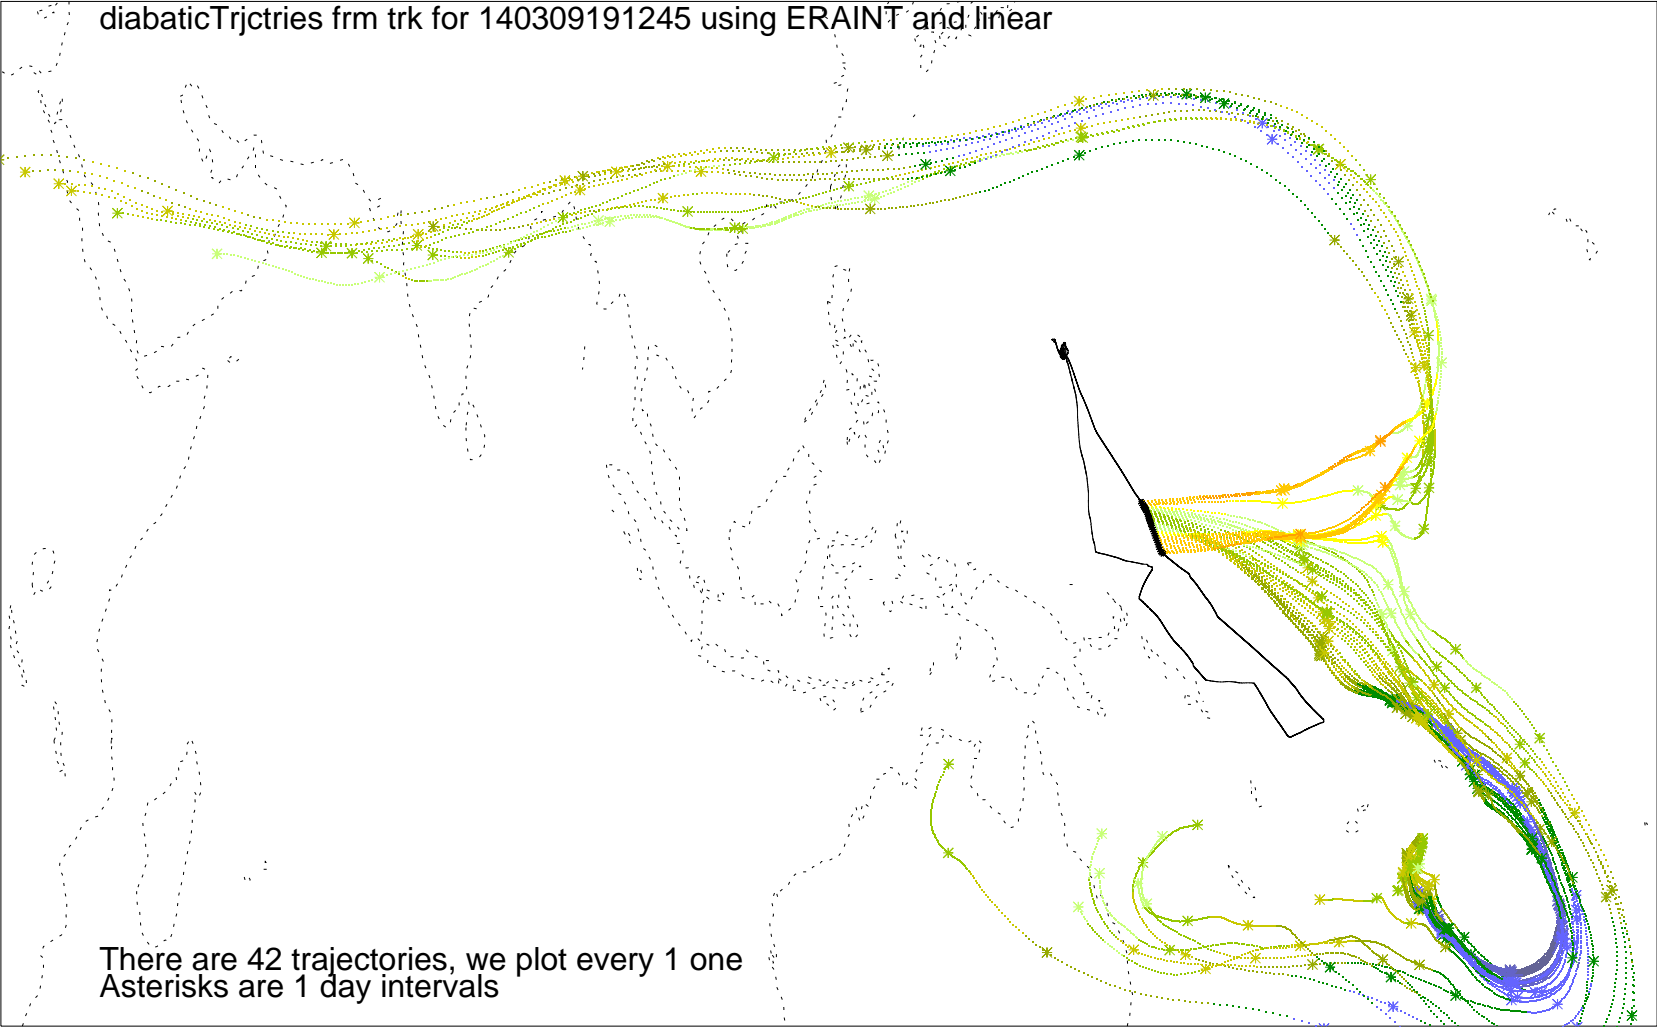 diabaticTrjctries frm trk for 140309191245 using ERAINT and linear
There are 42 trajectories, we plot every 1 one
Asterisks are 1 day intervals